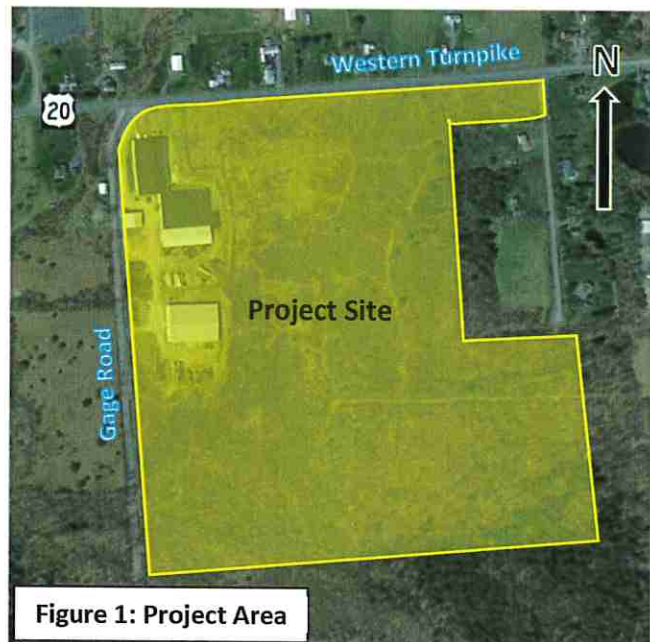 Western Turnpike
N
20
Project Site
Gage Road
Figure 1: Project Area